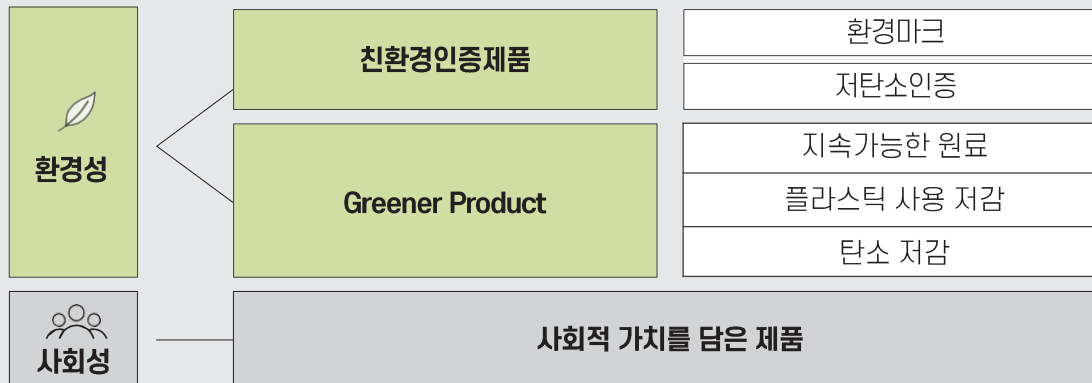 환경성
친환경인증제품
환경마크
저탄소인증
Greener Product
지속가능한 원료
플라스틱 사용 저감
탄소 저감
사회성
사회적 가치를 담은 제품